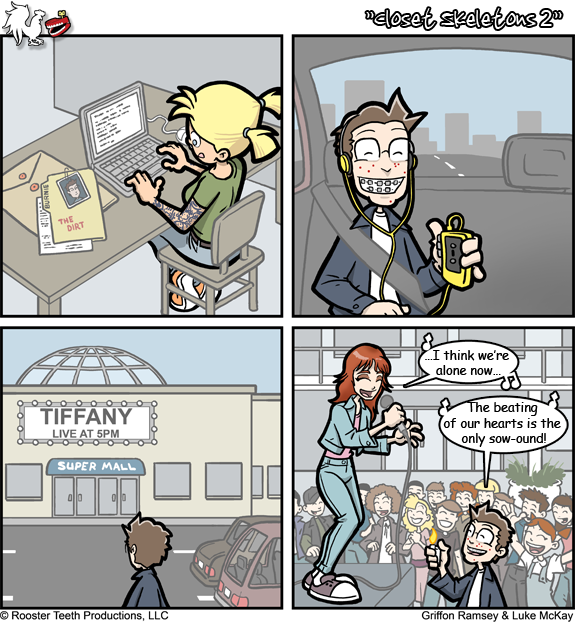 "closet skeletons 2"
BURNIE
THE
DIRT
TIFFANY
LIVE AT 5PM
SUPER MALL
...I think we're
alone now...
The beating
of our hearts is the
only sow-ound!
© Rooster Teeth Productions, LLC
Griffon Ramsey & Luke McKay